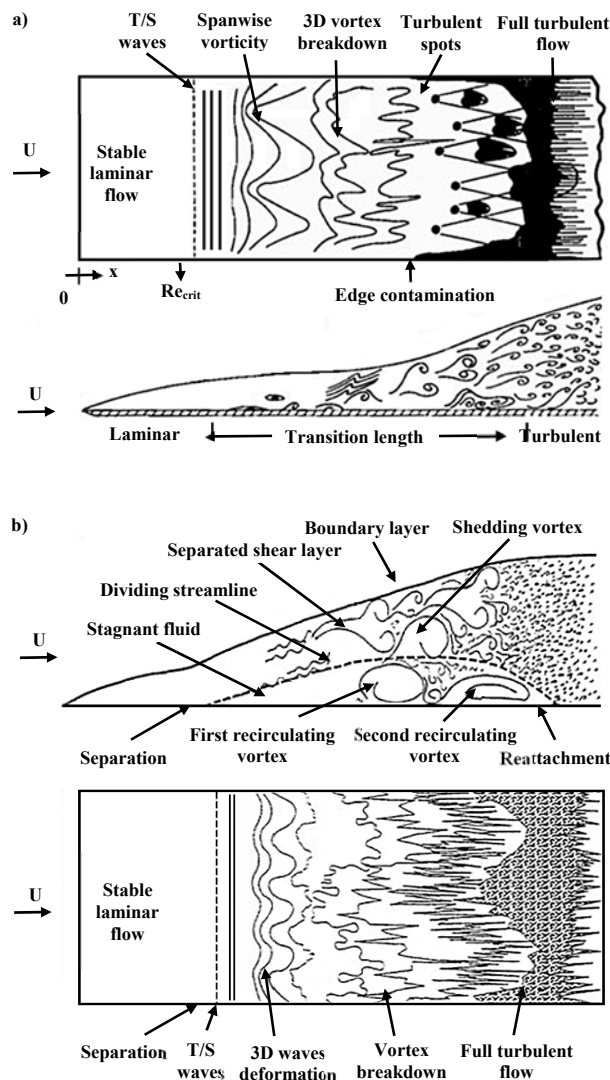 a)
T/S
waves
Spanwise
vorticity
3D vortex
breakdown
Turbulent
spots
Full turbulent
flow
U
Stable
laminar
flow
0
x
Recrit
Edge contamination
U
Laminar
Transition length
Turbulent
b)
Boundary layer
Shedding vortex
Separated shear layer
Dividing streamline
Stagnant fluid
U
Separation
First recirculating
vortex
Second recirculating
vortex
Reattachment
U
Stable
laminar
flow
Separation
T/S
waves
3D waves
deformation
Vortex
breakdown
Full turbulent
flow